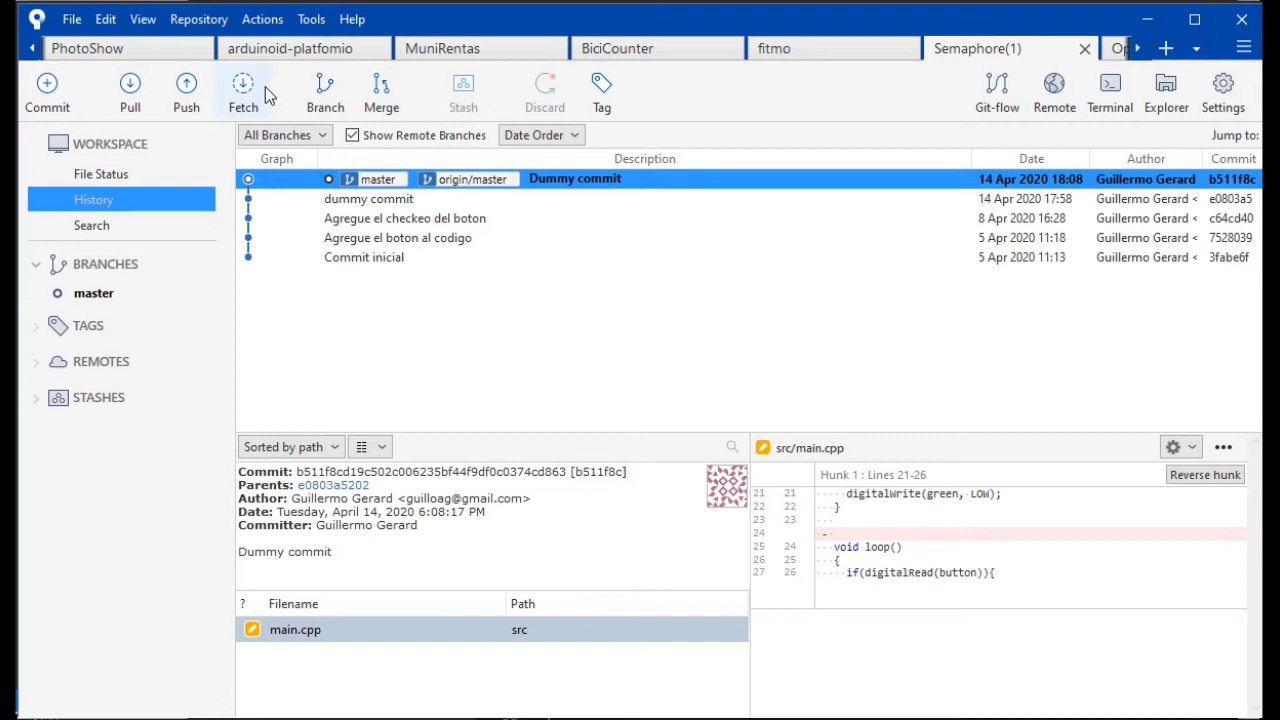 File Edit View Repository Actions Tools Help
PhotoShow arduinoid-platfomio MuniRentas BiciCounter fitmo Semaphore(1)
Commit Pull Push Fetch Branch Merge Stash Discard Tag Git-flow Remote Terminal Explorer Settings
WORKSPACE
File Status
History
Search
BRANCHES
master
TAGS
REMOTES
STASHES
All Branches Show Remote Branches Date Order Jump to:
Graph Description Date Author Commit
master origin/master Dummy commit 14 Apr 2020 18:08 Guillermo Gerard b511f8c
dummy commit 14 Apr 2020 17:58 Guillermo Gerard < e0803a5
Agregue el checkeo del boton 8 Apr 2020 16:28 Guillermo Gerard < c64cd40
Agregue el boton al codigo 5 Apr 2020 11:18 Guillermo Gerard < 7528039
Commit inicial 5 Apr 2020 11:13 Guillermo Gerard < 3fabe6f
Sorted by path
Commit: b511f8cd19c502c006235bf44f9df0c0374cd863 [b511f8c]
Parents: e0803a5202
Author: Guillermo Gerard <guilloag@gmail.com>
Date: Tuesday, April 14, 2020 6:08:17 PM
Committer: Guillermo Gerard
Dummy commit
? Filename Path
main.cpp src
src/main.cpp
Hunk 1 : Lines 21-26 Reverse hunk
21 21 digitalWrite(green, LOW);
22 22 }
23 23
24 -
25 24 void loop()
26 25 {
27 26 if(digitalRead(button)){